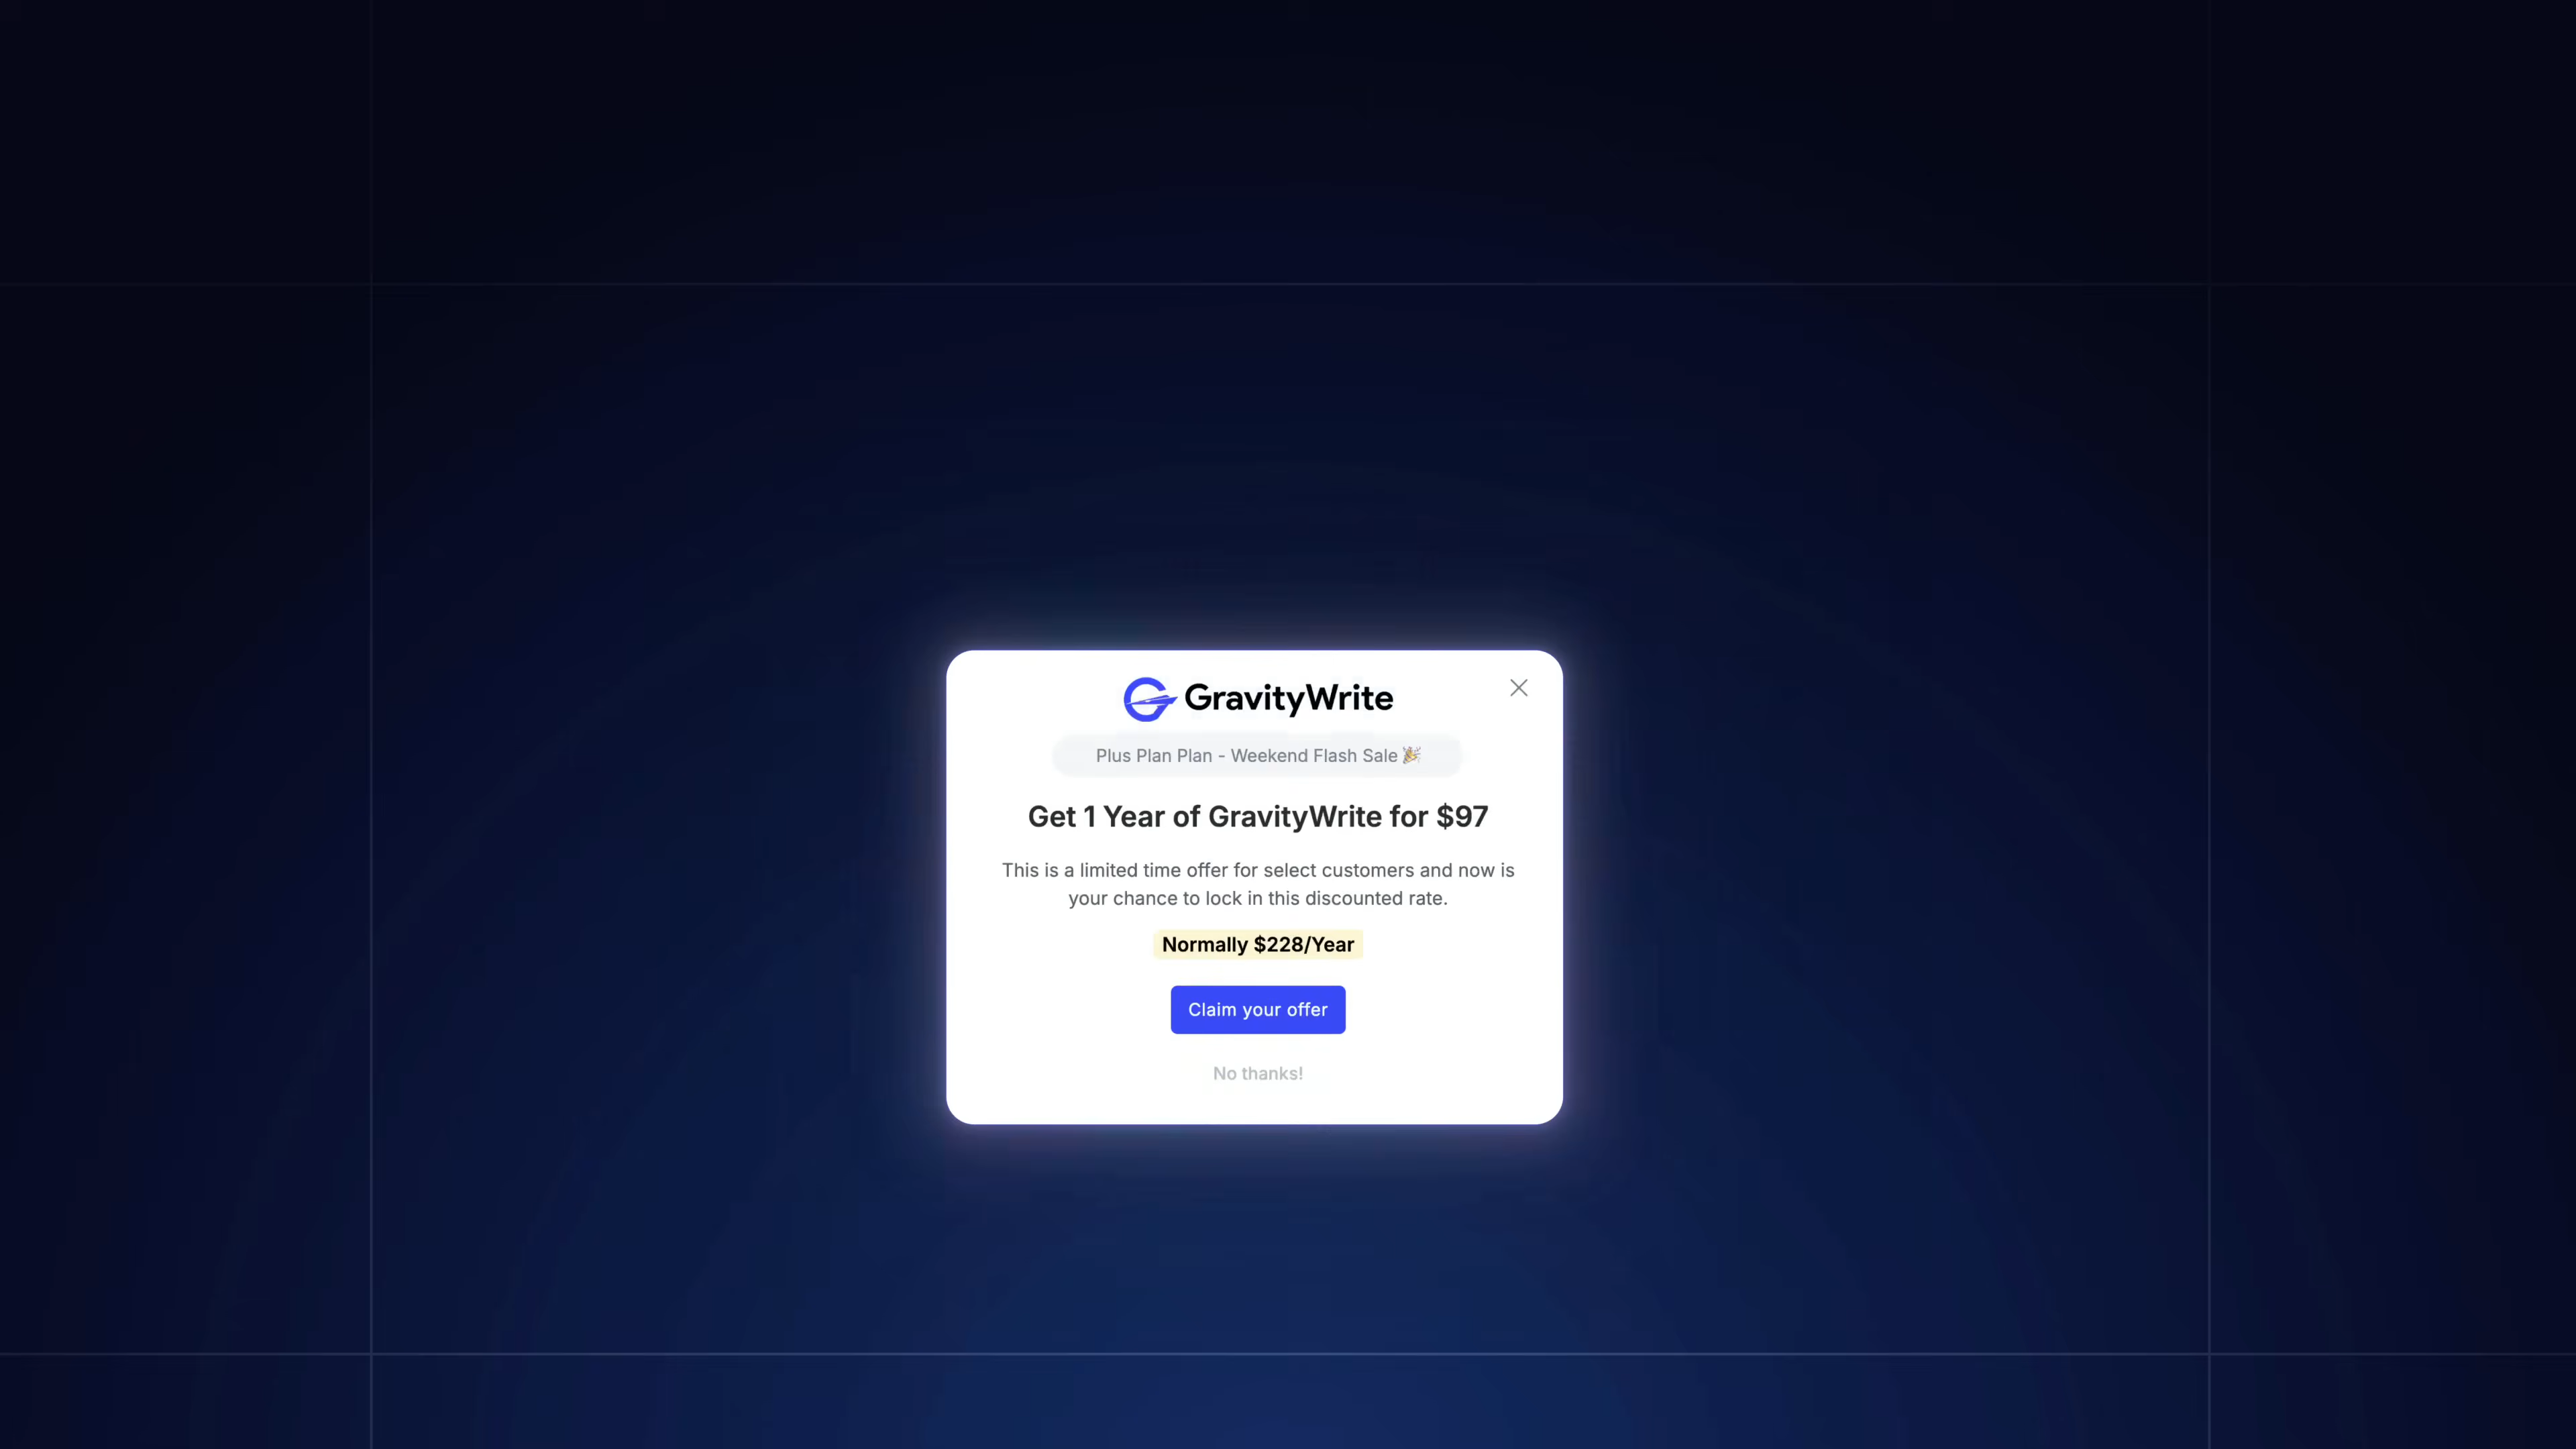 GravityWrite
Plus Plan Plan - Weekend Flash Sale 🎉
Get 1 Year of GravityWrite for $97
This is a limited time offer for select customers and now is
your chance to lock in this discounted rate.
Normally $228/Year
Claim your offer
No thanks!